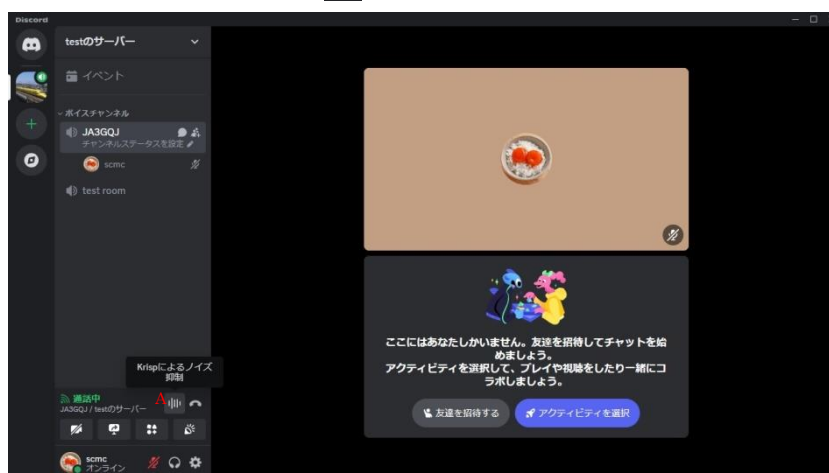 Discord
testのサーバー
イベント
ボイスチャンネル
JA3GQJ
チャンネルステータスを設定
scmc
test room
ここにはあなたしかいません。友達を招待してチャットを始
めましょう。
アクティビティを選択して、プレイや視聴をしたり一緒にコ
ラボしましょう。
友達を招待する
アクティビティを選択
Krispによるノイズ
抑制
通話中
A
JA3GQJ / testのサーバー
scmc
オンライン